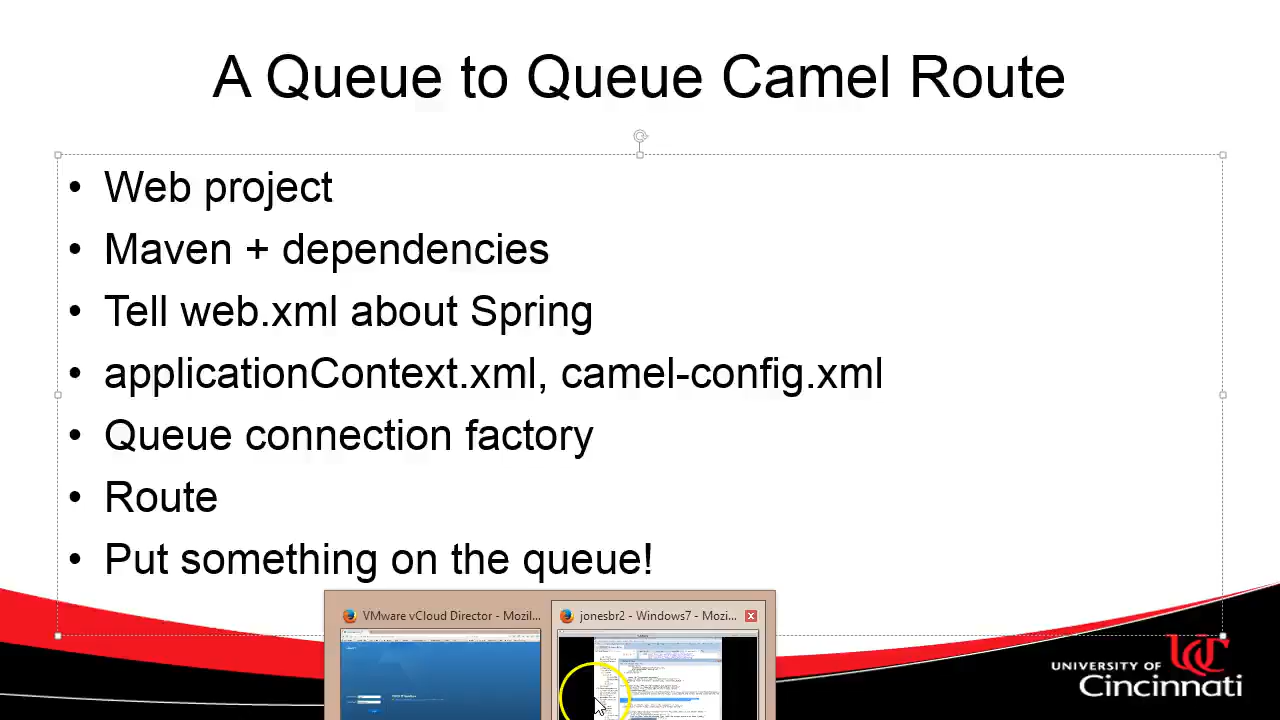 A Queue to Queue Camel Route
• Web project
• Maven + dependencies
• Tell web.xml about Spring
• applicationContext.xml, camel-config.xml
• Queue connection factory
• Route
• Put something on the queue!
VMware vCloud Director - Mozil...
jonesbr2 - Windows7 - Mozi...
UNIVERSITY OF
Cincinnati